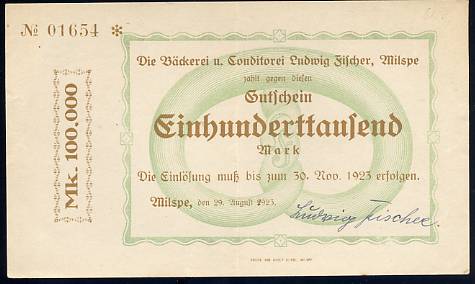 № 01654 *
MK. 100,000
Die Bäckerei u. Conditorei Ludwig Fischer, Milspe
zahlt gegen diesen
Gutschein
Einhunderttausend
Mark
Die Einlösung muß bis zum 30. Nov. 1923 erfolgen.
Milspe, den 29. August 1923.
Ludwig Fischer.